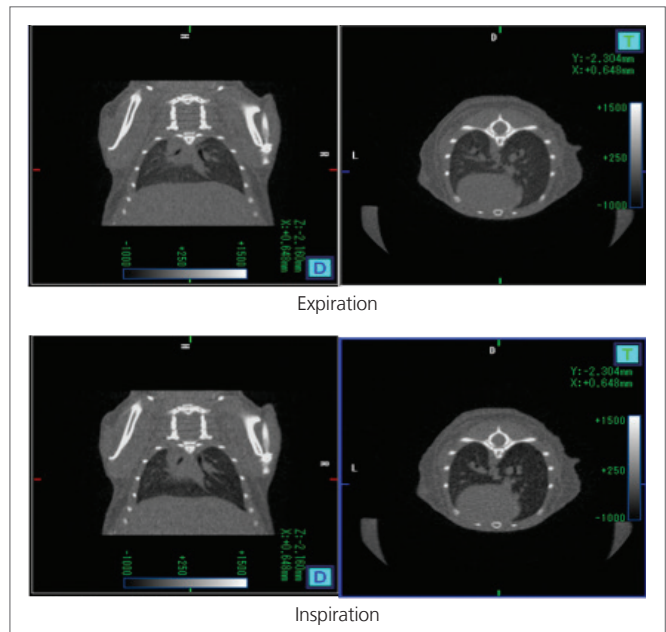 D
T
Y:-2.304mm
X:+0.648mm
L
+1500
+250
-1000
-1000
+250
+1500
Z:-2.160mm
X:+0.648mm
D
Expiration
D
T
Y:-2.304mm
X:+0.648mm
L
+1500
+250
-1000
-1000
+250
+1500
Z:-2.160mm
X:+0.648mm
D
Inspiration